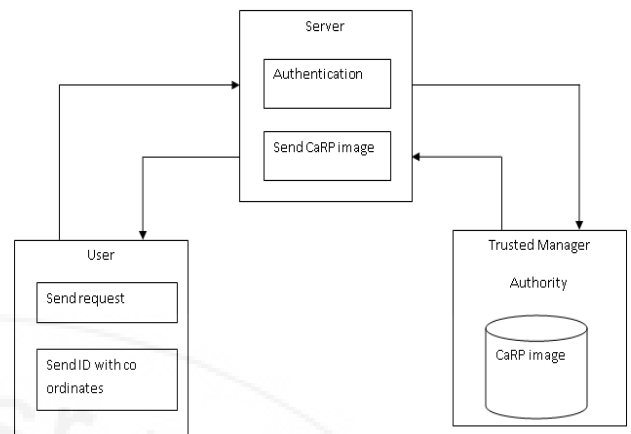 Server
Authentication
Send CaRP image
User
Send request
Send ID with co
ordinates
Trusted Manager
Authority
CaRP image